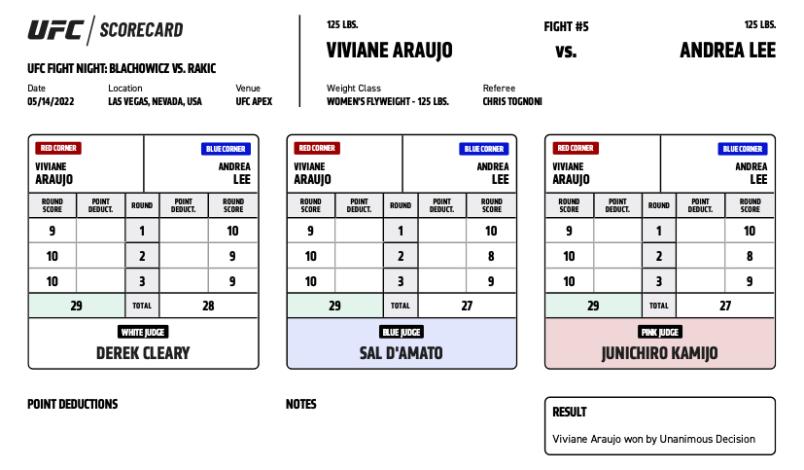 UFC / SCORECARD
UFC FIGHT NIGHT: BLACHOWICZ VS. RAKIC
Date Location Venue
05/14/2022 LAS VEGAS, NEVADA, USA UFC APEX
125 LBS. FIGHT #5 125 LBS.
VIVIANE ARAUJO vs. ANDREA LEE
Weight Class Referee
WOMEN'S FLYWEIGHT - 125 LBS. CHRIS TOGNONI
RED CORNER BLUE CORNER
VIVIANE ARAUJO ANDREA LEE
ROUND SCORE POINT DEDUCT. ROUND POINT DEDUCT. ROUND SCORE
9 1 10
10 2 9
10 3 9
29 TOTAL 28
WHITE JUDGE
DEREK CLEARY
RED CORNER BLUE CORNER
VIVIANE ARAUJO ANDREA LEE
ROUND SCORE POINT DEDUCT. ROUND POINT DEDUCT. ROUND SCORE
9 1 10
10 2 8
10 3 9
29 TOTAL 27
BLUE JUDGE
SAL D'AMATO
RED CORNER BLUE CORNER
VIVIANE ARAUJO ANDREA LEE
ROUND SCORE POINT DEDUCT. ROUND POINT DEDUCT. ROUND SCORE
9 1 10
10 2 8
10 3 9
29 TOTAL 27
PINK JUDGE
JUNICHIRO KAMIJO
POINT DEDUCTIONS
NOTES
RESULT
Viviane Araujo won by Unanimous Decision